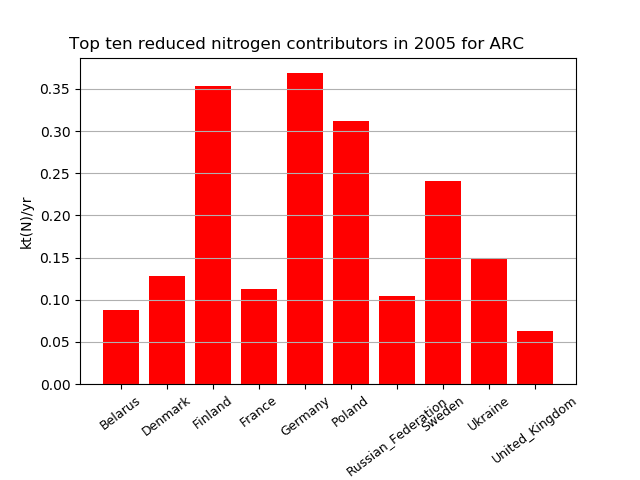 Top ten reduced nitrogen contributors in 2005 for ARC
kt(N)/yr
0.35
0.30
0.25
0.20
0.15
0.10
0.05
0.00
Belarus
Denmark
Finland
France
Germany
Poland
Russian_Federation
Sweden
Ukraine
United_Kingdom